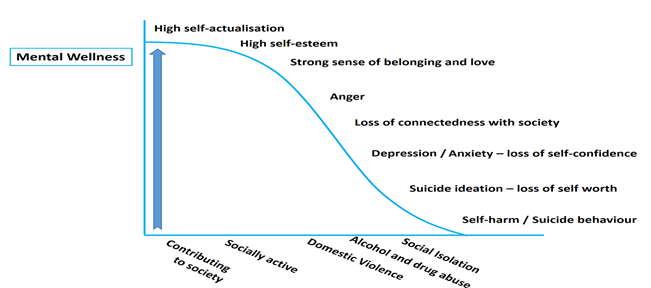 High self-actualisation
High self-esteem
Mental Wellness
Strong sense of belonging and love
Anger
Loss of connectedness with society
Depression / Anxiety – loss of self-confidence
Suicide ideation – loss of self worth
Self-harm / Suicide behaviour
Contributing
to society
Socially active
Domestic Violence
Alcohol and drug abuse
Social Isolation